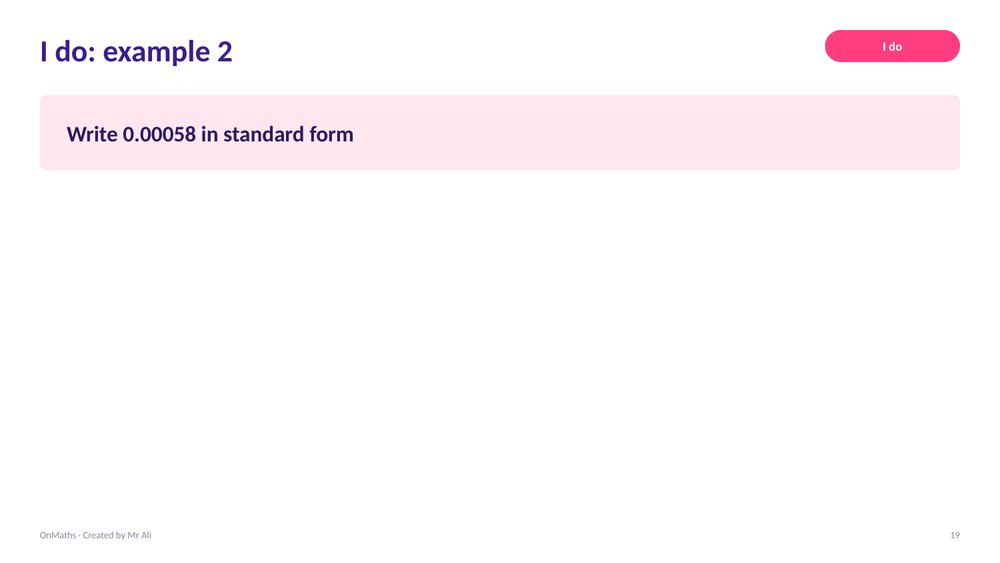 I do: example 2
I do
Write 0.00058 in standard form
OnMaths · Created by Mr Ali
19